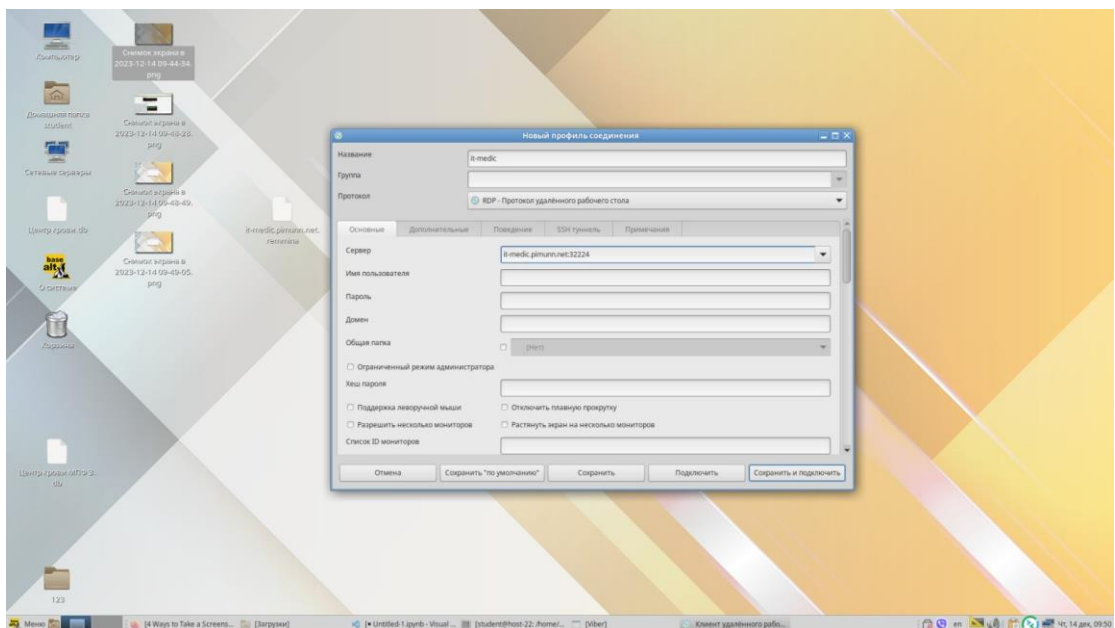 Компьютер
Домашняя папка
student
Сетевые серверы
Центр крови.db
base
alt
О системе
Корзина
Центр крови МПФ 3.
db
123
Снимок экрана в
2023-12-14 09-44-34.
png
Снимок экрана в
2023-12-14 09-48-28.
png
Снимок экрана в
2023-12-14 09-48-49.
png
Снимок экрана в
2023-12-14 09-49-05.
png
it-medic.pimunn.net.
remmina
Новый профиль соединения
Название
it-medic
Группа
Протокол
RDP - Протокол удалённого рабочего стола
Основные
Дополнительные
Поведение
SSH туннель
Примечания
Сервер
it-medic.pimunn.net:32224
Имя пользователя
Пароль
Домен
Общая папка
(Нет)
Ограниченный режим администратора
Хеш пароля
Поддержка леворучной мыши
Отключить плавную прокрутку
Разрешить несколько мониторов
Растянуть экран на несколько мониторов
Список ID мониторов
Отмена
Сохранить "по умолчанию"
Сохранить
Подключить
Сохранить и подключить
Меню
[4 Ways to Take a Screens...
[Загрузки]
[● Untitled-1.ipynb - Visual ...
[student@host-22: /home/...
[Viber]
Клиент удалённого рабо...
en
Чт, 14 дек, 09:50